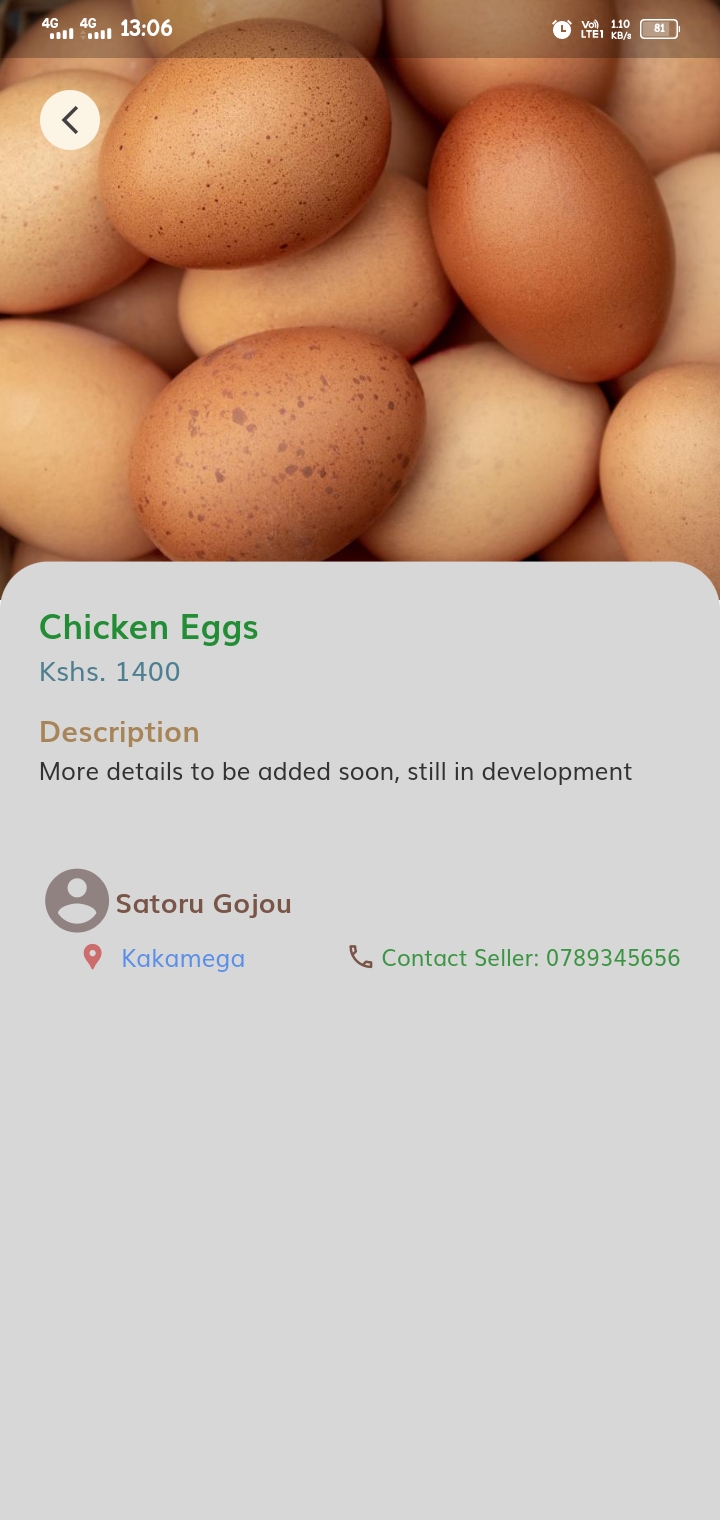 4G 4G 13:06 Vo)) LTE1 1.10 KB/s 81
Chicken Eggs
Kshs. 1400
Description
More details to be added soon, still in development
Satoru Gojou
Kakamega Contact Seller: 0789345656